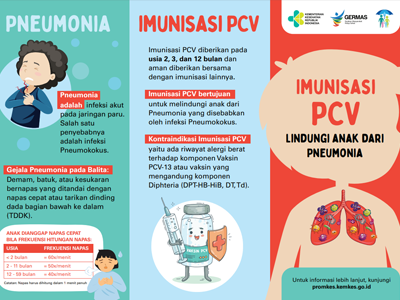 PNEUMONIA
Pneumonia
adalah infeksi akut
pada jaringan paru.
Salah satu
penyebabnya
adalah infeksi
Pneumokokus.
Gejala Pneumonia pada Balita:
Demam, batuk, atau kesukaran
bernapas yang ditandai dengan
napas cepat atau tarikan dinding
dada bagian bawah ke dalam
(TDDK).
ANAK DIANGGAP NAPAS CEPAT
BILA FREKUENSI HITUNGAN NAPAS:
USIA FREKUENSI NAPAS
< 2 bulan > 60x/menit
2 - 11 bulan > 50x/menit
12 - 59 bulan > 40x/menit
Catatan: Napas harus dihitung dalam 1 menit penuh
IMUNISASI PCV
Imunisasi PCV diberikan pada
usia 2, 3, dan 12 bulan dan
aman diberikan bersama
dengan imunisasi lainnya.
Imunisasi PCV bertujuan
untuk melindungi anak dari
Pneumonia yang disebabkan
oleh infeksi Pneumokokus.
Kontraindikasi Imunisasi PCV
yaitu ada riwayat alergi berat
terhadap komponen Vaksin
PCV-13 atau vaksin yang
mengandung komponen
Diphteria (DPT-HB-HiB, DT, Td).
VAKSIN PCV
KEMENTERIAN
KESEHATAN
REPUBLIK
INDONESIA
GERMAS
IMUNISASI
PCV
LINDUNGI ANAK DARI
PNEUMONIA
Untuk informasi lebih lanjut, kunjungi
promkes.kemkes.go.id